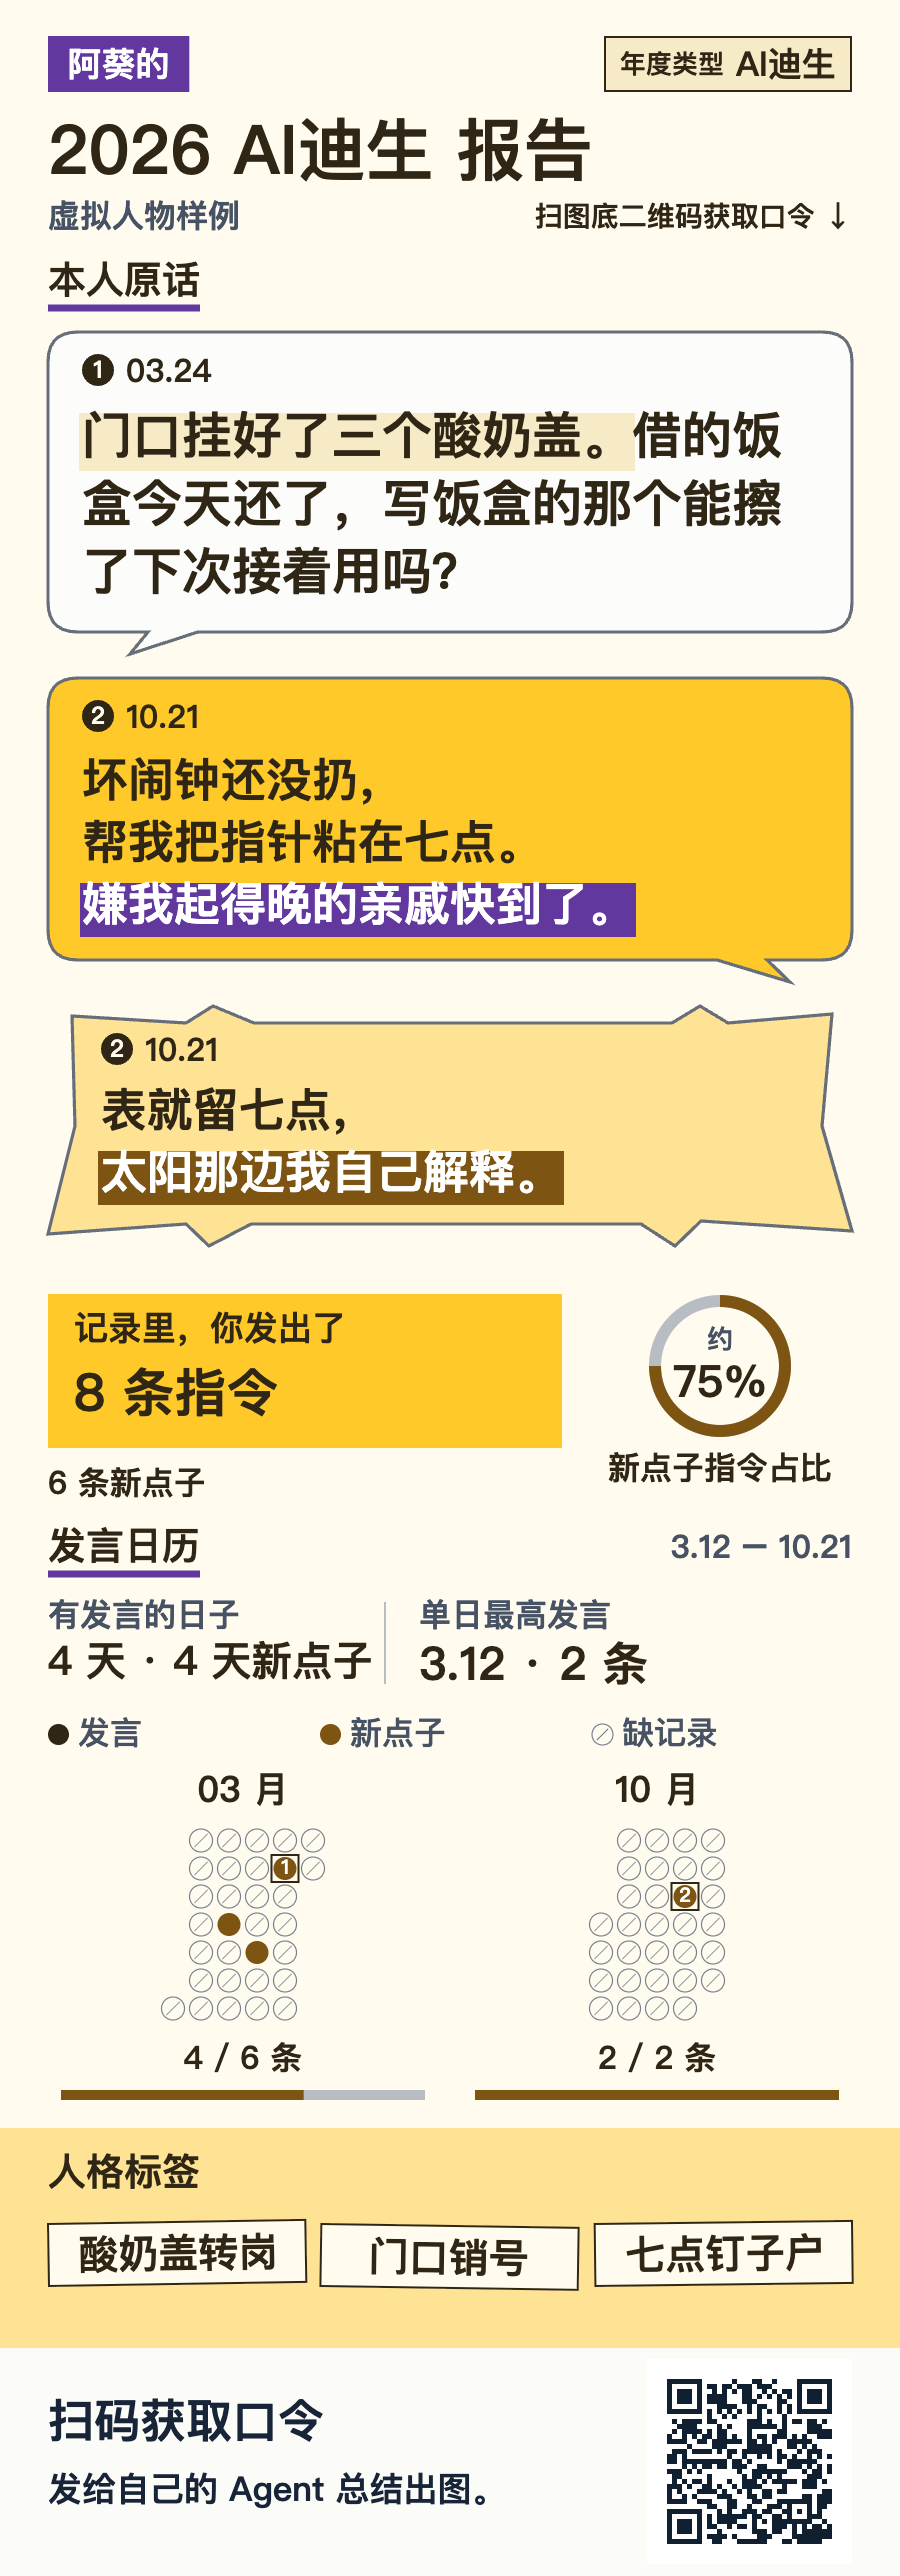 阿葵的
年度类型 AI迪生
2026 AI迪生 报告
虚拟人物样例
扫图底二维码获取口令 ↓
本人原话
1 03.24
门口挂好了三个酸奶盖。借的饭
盒今天还了，写饭盒的那个能擦
了下次接着用吗？
2 10.21
坏闹钟还没扔，
帮我把指针粘在七点。
嫌我起得晚的亲戚快到了。
2 10.21
表就留七点，
太阳那边我自己解释。
记录里，你发出了
8 条指令
6 条新点子
约
75%
新点子指令占比
发言日历
3.12 – 10.21
有发言的日子
4 天 · 4 天新点子
单日最高发言
3.12 · 2 条
发言
新点子
缺记录
03 月
10 月
1
2
4 / 6 条
2 / 2 条
人格标签
酸奶盖转岗
门口销号
七点钉子户
扫码获取口令
发给自己的 Agent 总结出图。